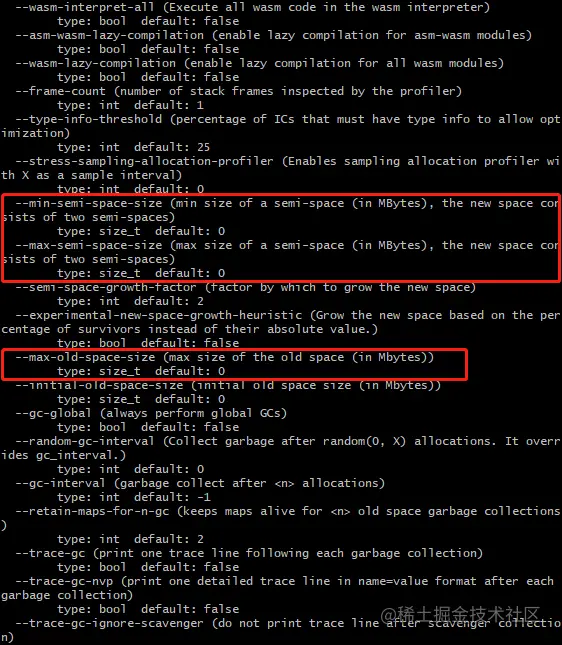 --wasm-interpret-all (Execute all wasm code in the wasm interpreter)
type: bool  default: false
--asm-wasm-lazy-compilation (enable lazy compilation for asm-wasm modules)
type: bool  default: false
--wasm-lazy-compilation (enable lazy compilation for all wasm modules)
type: bool  default: false
--frame-count (number of stack frames inspected by the profiler)
type: int  default: 1
--type-info-threshold (percentage of ICs that must have type info to allow opt
imization)
type: int  default: 25
--stress-sampling-allocation-profiler (Enables sampling allocation profiler wi
th X as a sample interval)
type: int  default: 0
--min-semi-space-size (min size of a semi-space (in MBytes), the new space con
sists of two semi-spaces)
type: size_t  default: 0
--max-semi-space-size (max size of a semi-space (in MBytes), the new space con
sists of two semi-spaces)
type: size_t  default: 0
--semi-space-growth-factor (factor by which to grow the new space)
type: int  default: 2
--experimental-new-space-growth-heuristic (Grow the new space based on the per
centage of survivors instead of their absolute value.)
type: bool  default: false
--max-old-space-size (max size of the old space (in Mbytes))
type: size_t  default: 0
--initial-old-space-size (initial old space size (in Mbytes))
type: size_t  default: 0
--gc-global (always perform global GCs)
type: bool  default: false
--random-gc-interval (Collect garbage after random(0, X) allocations. It overr
ides gc_interval.)
type: int  default: 0
--gc-interval (garbage collect after <n> allocations)
type: int  default: -1
--retain-maps-for-n-gc (keeps maps alive for <n> old space garbage collections
)
type: int  default: 2
--trace-gc (print one trace line following each garbage collection)
type: bool  default: false
--trace-gc-nvp (print one detailed trace line in name=value format after each
garbage collection)
type: bool  default: false
--trace-gc-ignore-scavenger (do not print trace line after scavenger collectio
n)
@稀土掘金技术社区